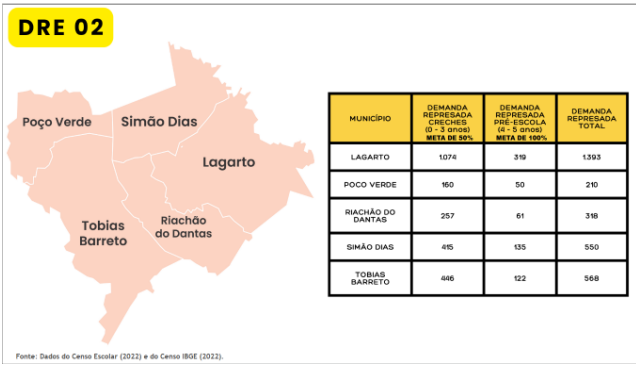 DRE 02
Poço Verde
Simão Dias
Lagarto
Tobias
Barreto
Riachão
do Dantas
MUNICÍPIO
DEMANDA
REPRESADA
CRECHES
(0 - 3 anos)
META DE 50%
DEMANDA
REPRESADA
PRÉ-ESCOLA
(4 - 5 anos)
META DE 100%
DEMANDA
REPRESADA
TOTAL
LAGARTO 1.074 319 1.393
POCO VERDE 160 50 210
RIACHÃO DO
DANTAS 257 61 318
SIMÃO DIAS 415 135 550
TOBIAS
BARRETO 446 122 568
Fonte: Dados do Censo Escolar (2022) e do Censo IBGE (2022).